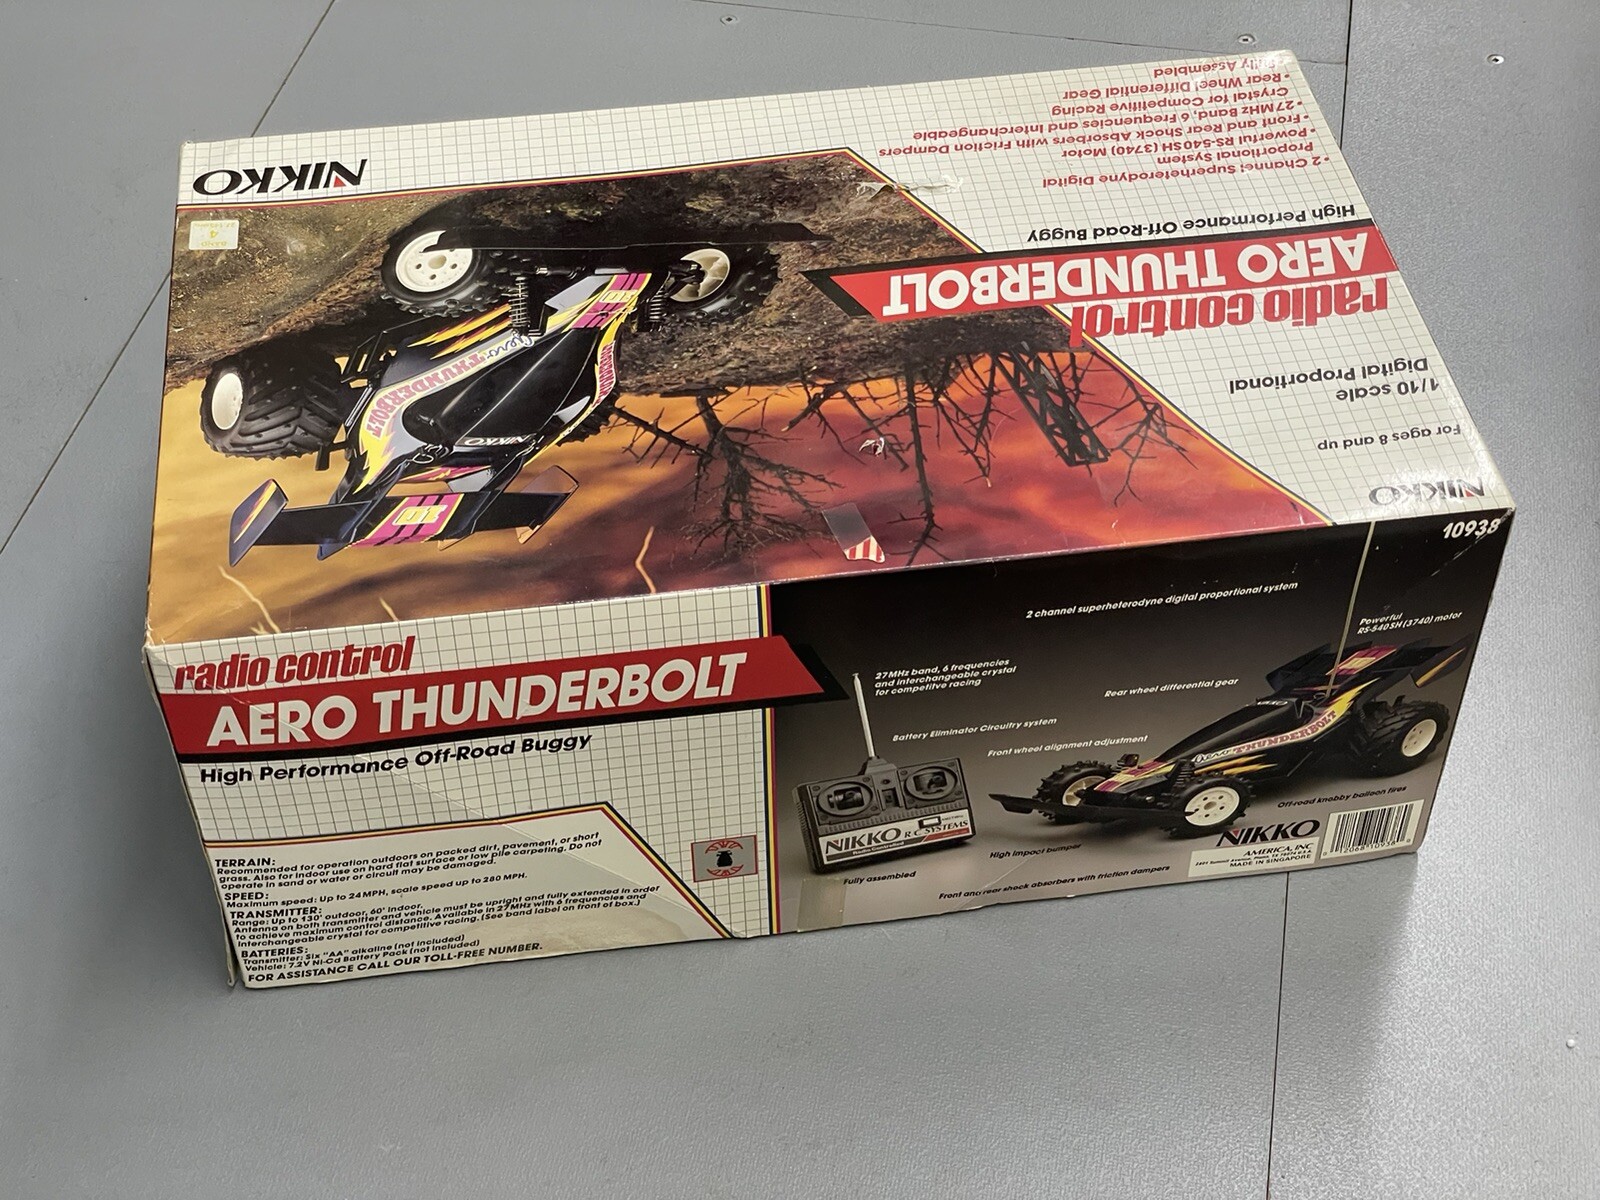 NIKKO
BAND
4
• 2 Channel Superheterodyne Digital
Proportional System
• Powerful RS-540SH (3740) Motor
• Front and Rear Shock Absorbers with Friction Dampers
• 27MHz Band, 6 Frequencies and Interchangeable
Crystal for Competitive Racing
• Rear Wheel Differential Gear
• Fully Assembled
High Performance Off-Road Buggy
AERO THUNDERBOLT
radio control
Digital Proportional
1/10 scale
For ages 8 and up
NIKKO
Aero THUNDERBOLT
THUNDERBOLT
NIKKO
10
10
radio control
AERO THUNDERBOLT
High Performance Off-Road Buggy
TERRAIN:
Recommended for operation outdoors on packed dirt, pavement, or short
grass. Also for indoor use on hard flat surface or low pile carpeting. Do not
operate in sand or water or circuit may be damaged.
SPEED:
Maximum speed: Up to 24 MPH, scale speed up to 280 MPH.
TRANSMITTER:
Range: Up to 130' outdoor, 60' indoor.
Antenna on both transmitter and vehicle must be upright and fully extended in order
to achieve maximum control distance. Available in 27MHz with 6 frequencies and
interchangeable crystal for competitive racing. (See band label on front of box.)
BATTERIES:
Transmitter: Six "AA" alkaline (not included)
Vehicle: 7.2V Ni-Cd Battery Pack (not included)
FOR ASSISTANCE CALL OUR TOLL-FREE NUMBER.
10938
2 channel superheterodyne digital proportional system
Powerful
RS-540SH (3740) motor
27MHz band, 6 frequencies
and interchangeable crystal
for competitive racing
Rear wheel differential gear
Battery Eliminator Circuitry system
Front wheel alignment adjustment
Aero THUNDERBOLT
NIKKO R C SYSTEMS
Off-road knobby balloon tires
High impact bumper
Fully assembled
Front and rear shock absorbers with friction dampers
NIKKO
AMERICA, INC
MADE IN SINGAPORE